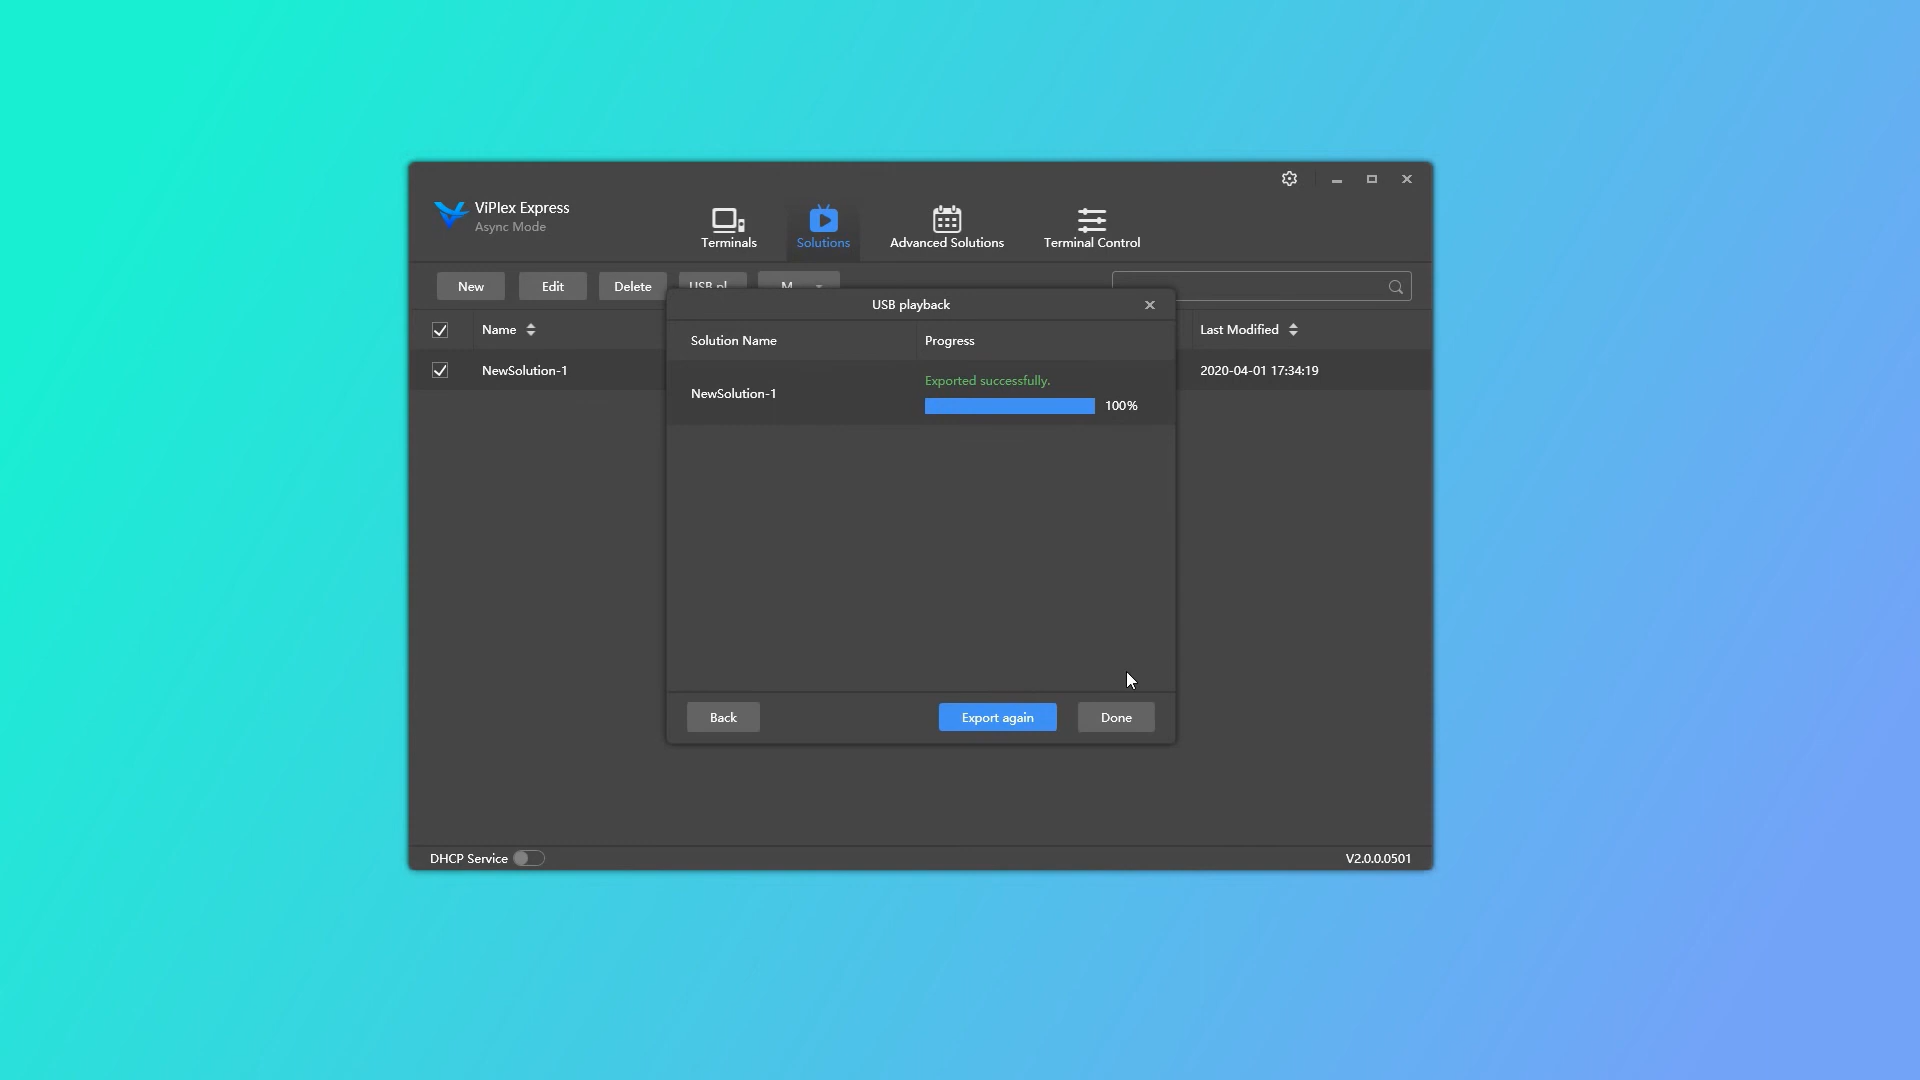 ViPlex Express
Async Mode
Terminals
Solutions
Advanced Solutions
Terminal Control
New
Edit
Delete
USB pl
M
USB playback
Name
Solution Name
Progress
Last Modified
NewSolution-1
2020-04-01 17:34:19
NewSolution-1
Exported successfully.
100%
Back
Export again
Done
DHCP Service
V2.0.0.0501